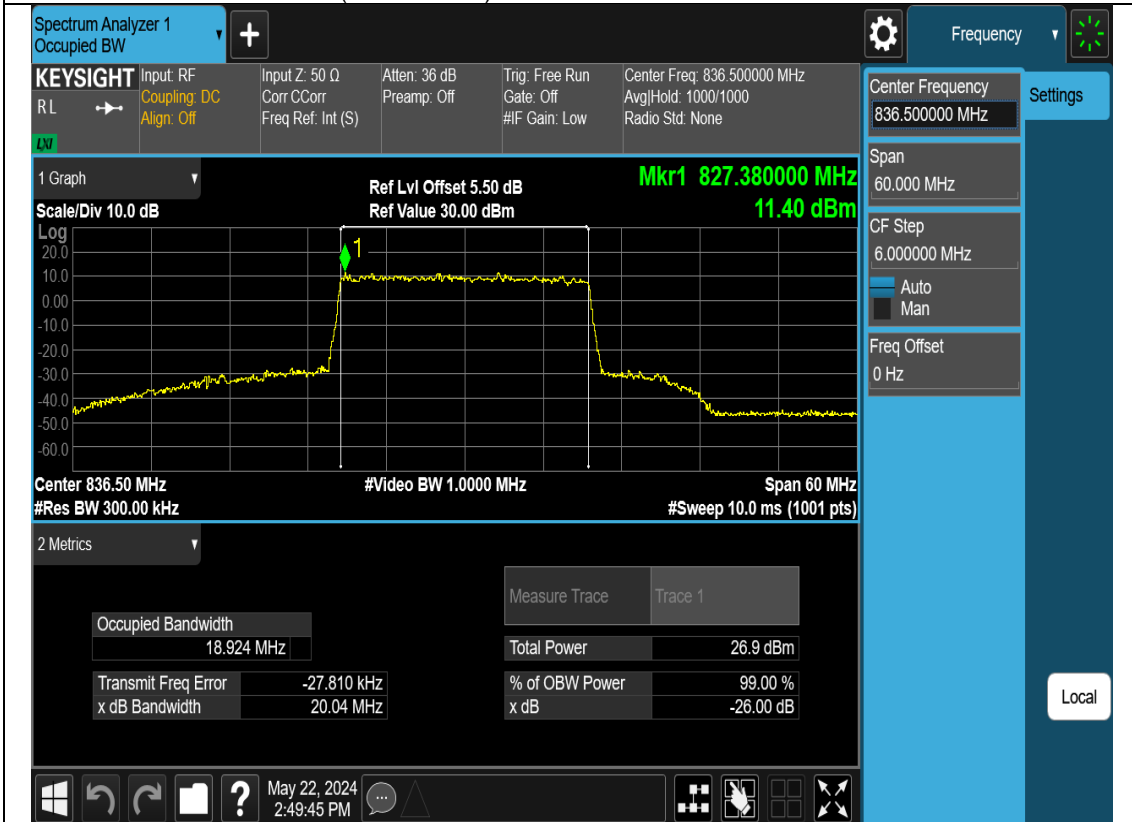 Spectrum Analyzer 1
Occupied BW
+
Frequency
KEYSIGHT
RL
LXI
Input: RF
Coupling: DC
Align: Off
Input Z: 50 Ω
Corr CCorr
Freq Ref: Int (S)
Atten: 36 dB
Preamp: Off
Trig: Free Run
Gate: Off
#IF Gain: Low
Center Freq: 836.500000 MHz
Avg|Hold: 1000/1000
Radio Std: None
Center Frequency
836.500000 MHz
Settings
Span
60.000 MHz
CF Step
6.000000 MHz
Auto
Man
Freq Offset
0 Hz
Local
1 Graph
Scale/Div 10.0 dB
Ref Lvl Offset 5.50 dB
Ref Value 30.00 dBm
Mkr1 827.380000 MHz
11.40 dBm
Log
1
20.0
10.0
0.00
-10.0
-20.0
-30.0
-40.0
-50.0
-60.0
Center 836.50 MHz
#Video BW 1.0000 MHz
Span 60 MHz
#Res BW 300.00 kHz
#Sweep 10.0 ms (1001 pts)
2 Metrics
Measure Trace Trace 1
Occupied Bandwidth
18.924 MHz
Total Power 26.9 dBm
Transmit Freq Error -27.810 kHz
% of OBW Power 99.00 %
x dB Bandwidth 20.04 MHz
x dB -26.00 dB
?
May 22, 2024
2:49:45 PM